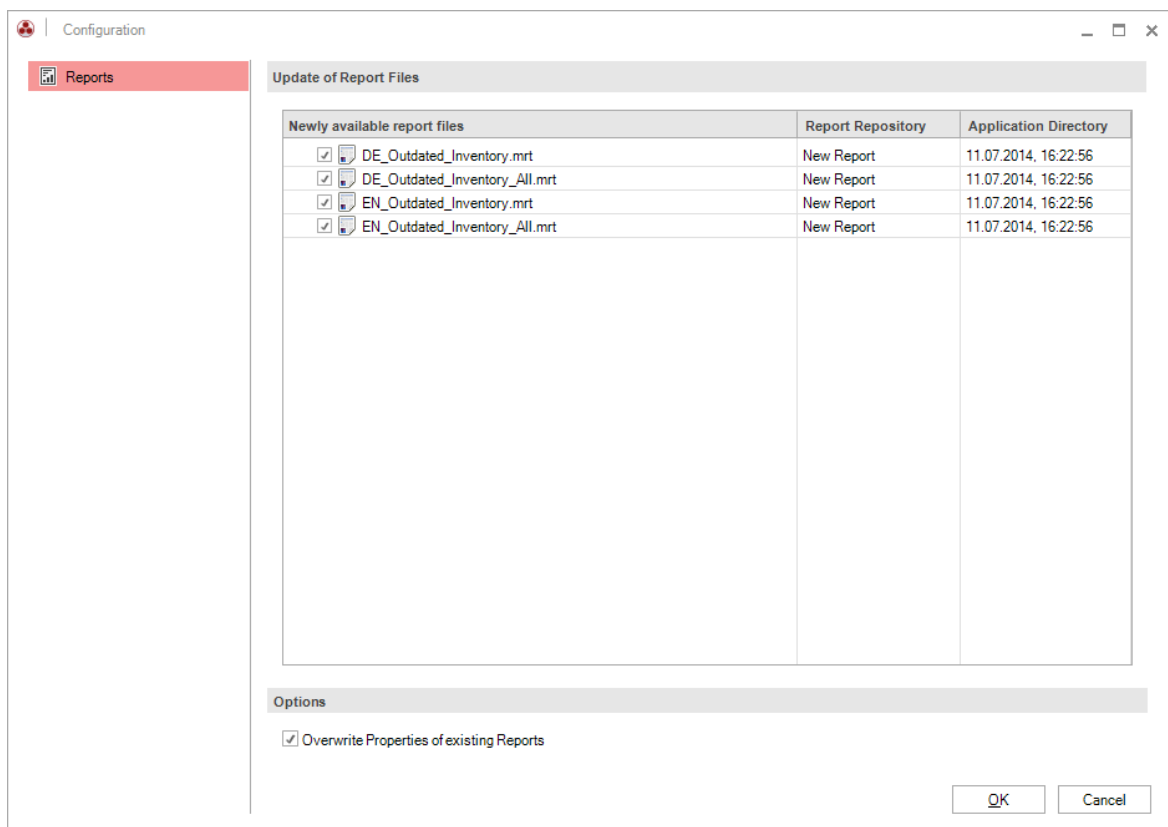 Configuration
Reports
Update of Report Files
Newly available report files Report Repository Application Directory
DE_Outdated_Inventory.mrt New Report 11.07.2014, 16:22:56
DE_Outdated_Inventory_All.mrt New Report 11.07.2014, 16:22:56
EN_Outdated_Inventory.mrt New Report 11.07.2014, 16:22:56
EN_Outdated_Inventory_All.mrt New Report 11.07.2014, 16:22:56
Options
Overwrite Properties of existing Reports
OK Cancel